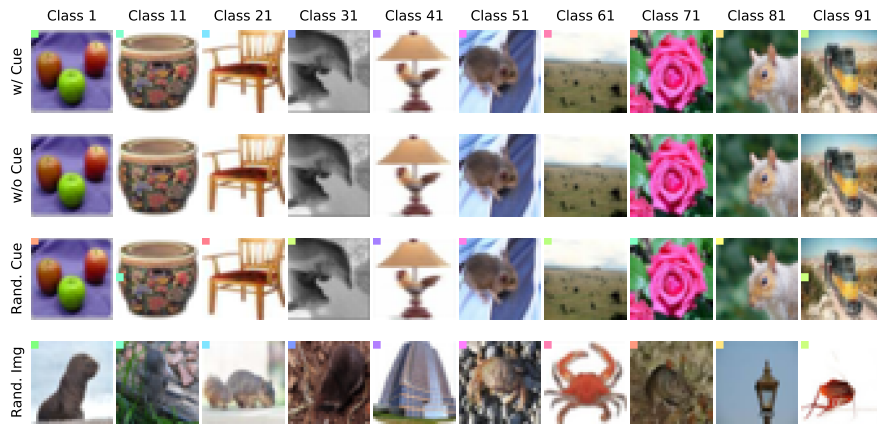 Class 1 Class 11 Class 21 Class 31 Class 41 Class 51 Class 61 Class 71 Class 81 Class 91
w/ Cue
w/o Cue
Rand. Cue
Rand. Img